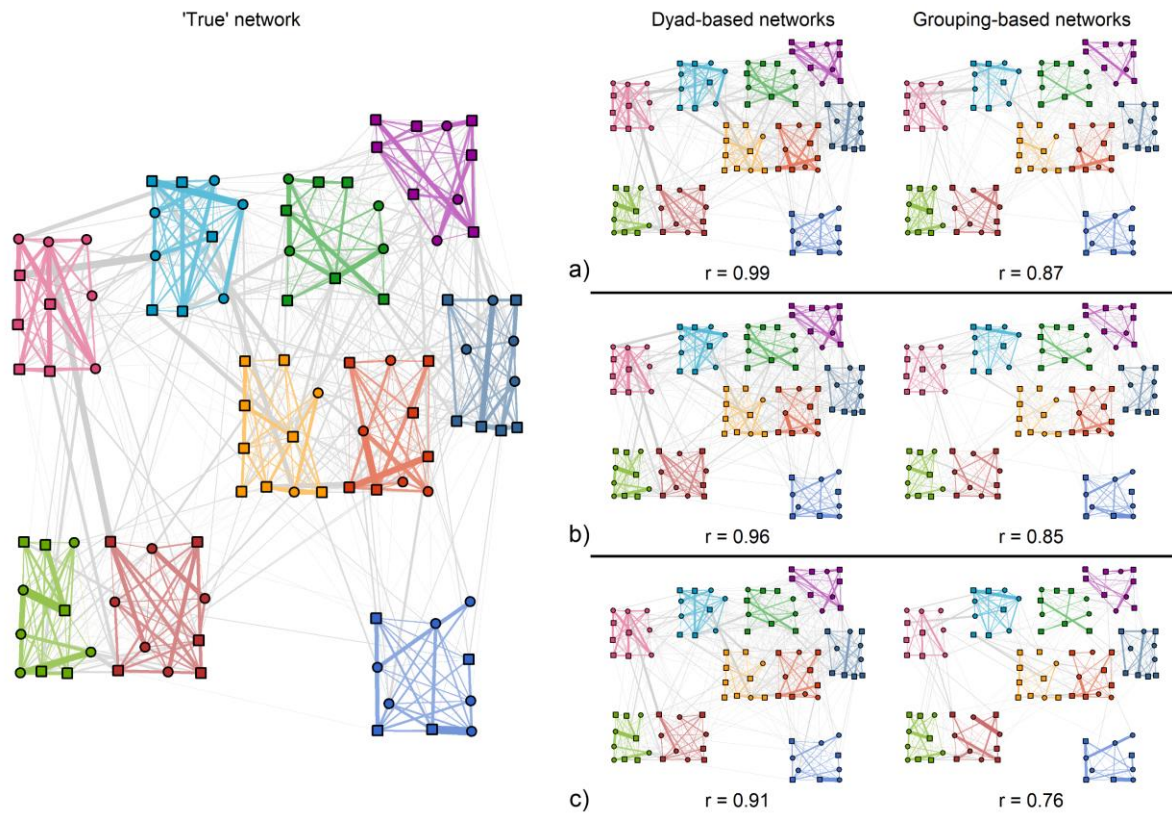 'True' network
Dyad-based networks
Grouping-based networks
a)
r = 0.99
r = 0.87
b)
r = 0.96
r = 0.85
c)
r = 0.91
r = 0.76